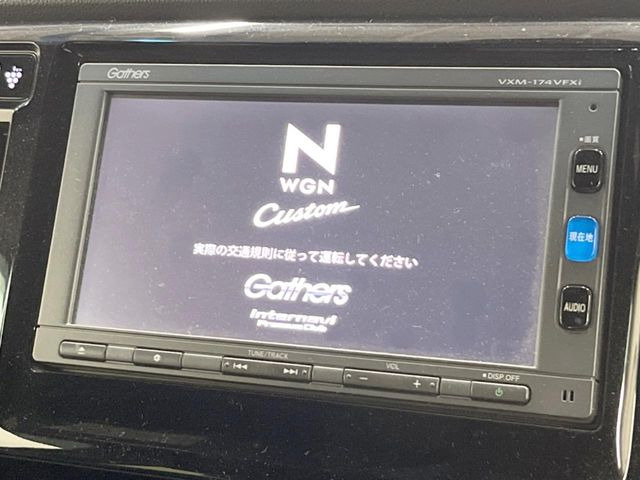 Gathers
VXM-174VFXi
画質
MENU
N
WGN
Custom
現在地
実際の交通規則に従って運転してください
Gathers
AUDIO
internavi
Premium Club
TUNE/TRACK
VOL
DISP OFF